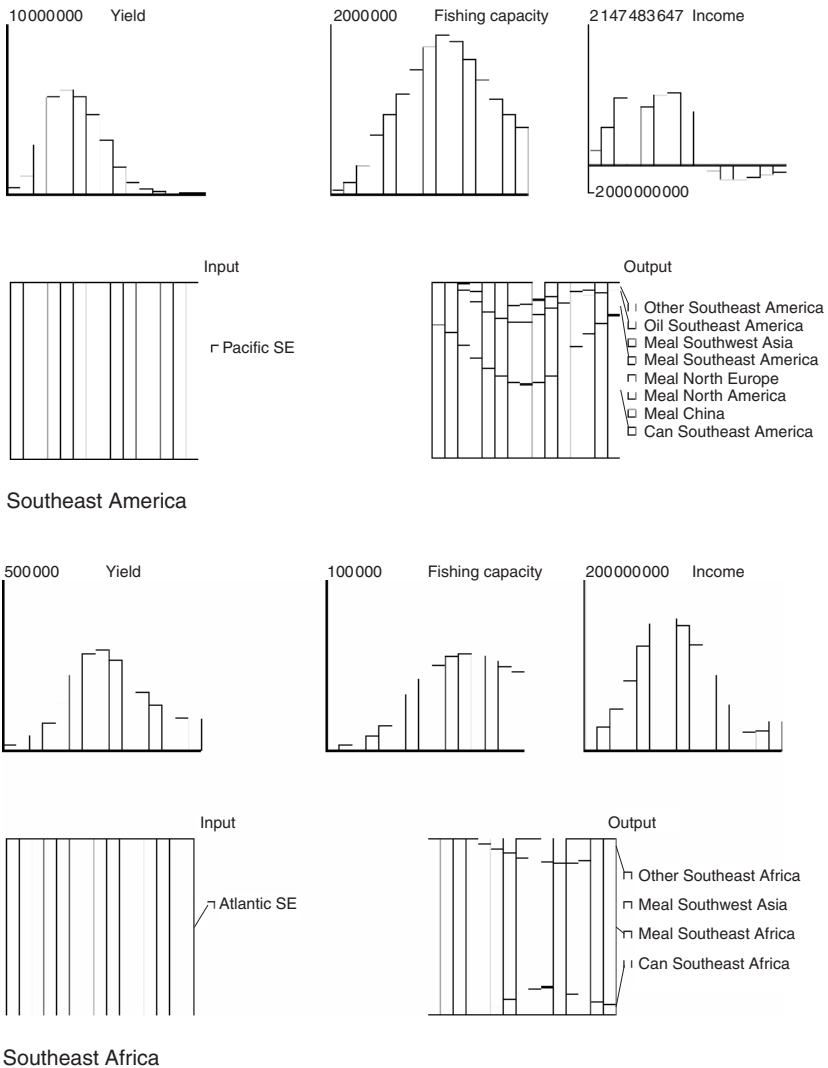 10000000 Yield
2000000 Fishing capacity
2147483647 Income
-2000000000
Input
Pacific SE
Output
Other Southeast America
Oil Southeast America
Meal Southwest Asia
Meal Southeast America
Meal North Europe
Meal North America
Meal China
Can Southeast America
Southeast America
500000 Yield
100000 Fishing capacity
200000000 Income
Input
Atlantic SE
Output
Other Southeast Africa
Meal Southwest Asia
Meal Southeast Africa
Can Southeast Africa
Southeast Africa